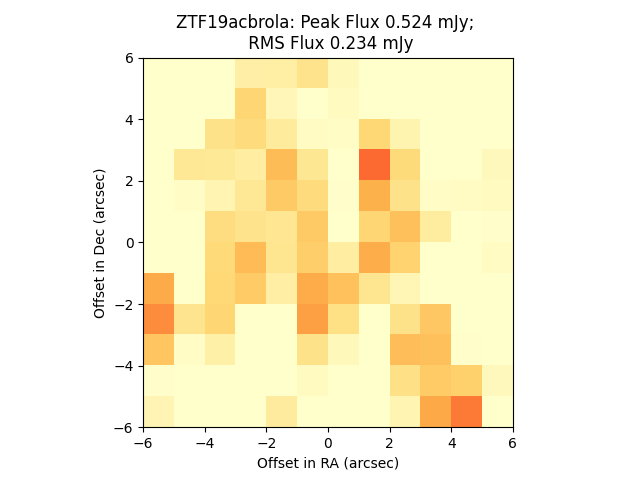 ZTF19acbrola: Peak Flux 0.524 mJy;
RMS Flux 0.234 mJy
6
4
2
0
−2
−4
−6
Offset in Dec (arcsec)
−6 −4 −2 0 2 4 6
Offset in RA (arcsec)